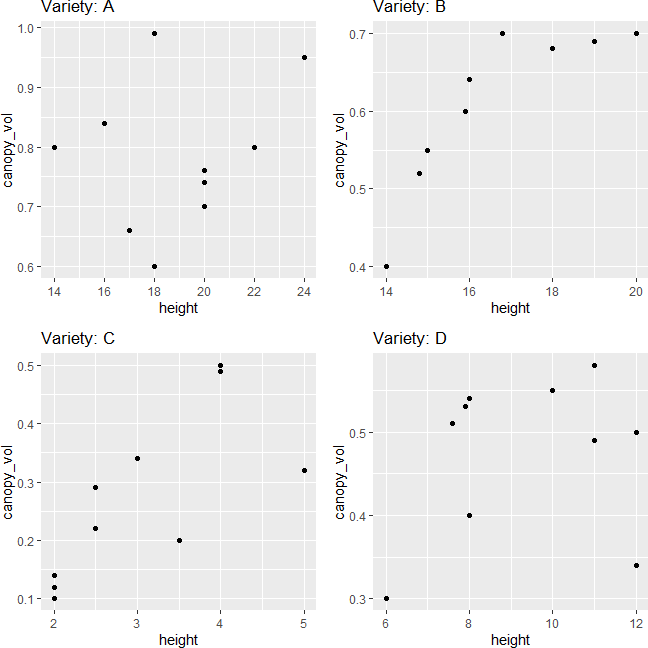 Variety: A
canopy_vol
1.0
0.9
0.8
0.7
0.6
14 16 18 20 22 24
height
Variety: B
canopy_vol
0.7
0.6
0.5
0.4
14 16 18 20
height
Variety: C
canopy_vol
0.5
0.4
0.3
0.2
0.1
2 3 4 5
height
Variety: D
canopy_vol
0.5
0.4
0.3
6 8 10 12
height